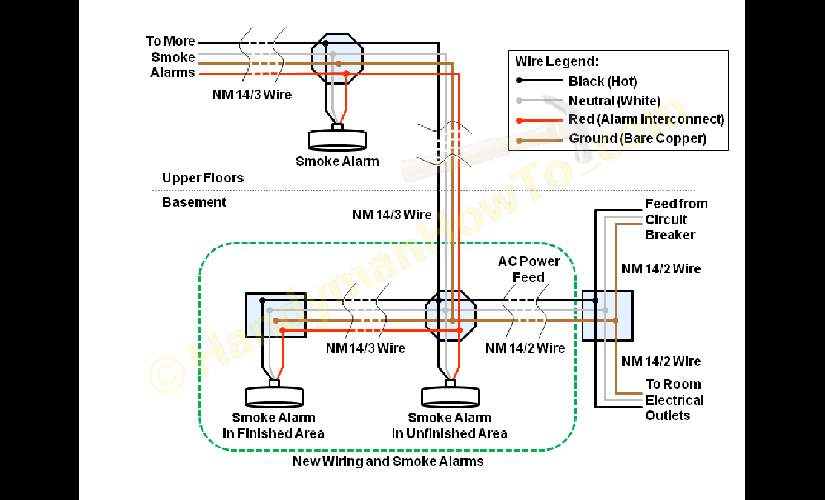 To More
Smoke
Alarms
NM 14/3 Wire
Smoke Alarm
Wire Legend:
Black (Hot)
Neutral (White)
Red (Alarm Interconnect)
Ground (Bare Copper)
Upper Floors
Basement
NM 14/3 Wire
Feed from
Circuit
Breaker
AC Power
Feed
NM 14/2 Wire
NM 14/3 Wire
NM 14/2 Wire
NM 14/2 Wire
To Room
Electrical
Outlets
Smoke Alarm
in Finished Area
Smoke Alarm
in Unfinished Area
New Wiring and Smoke Alarms
© HandymanHowTo.com